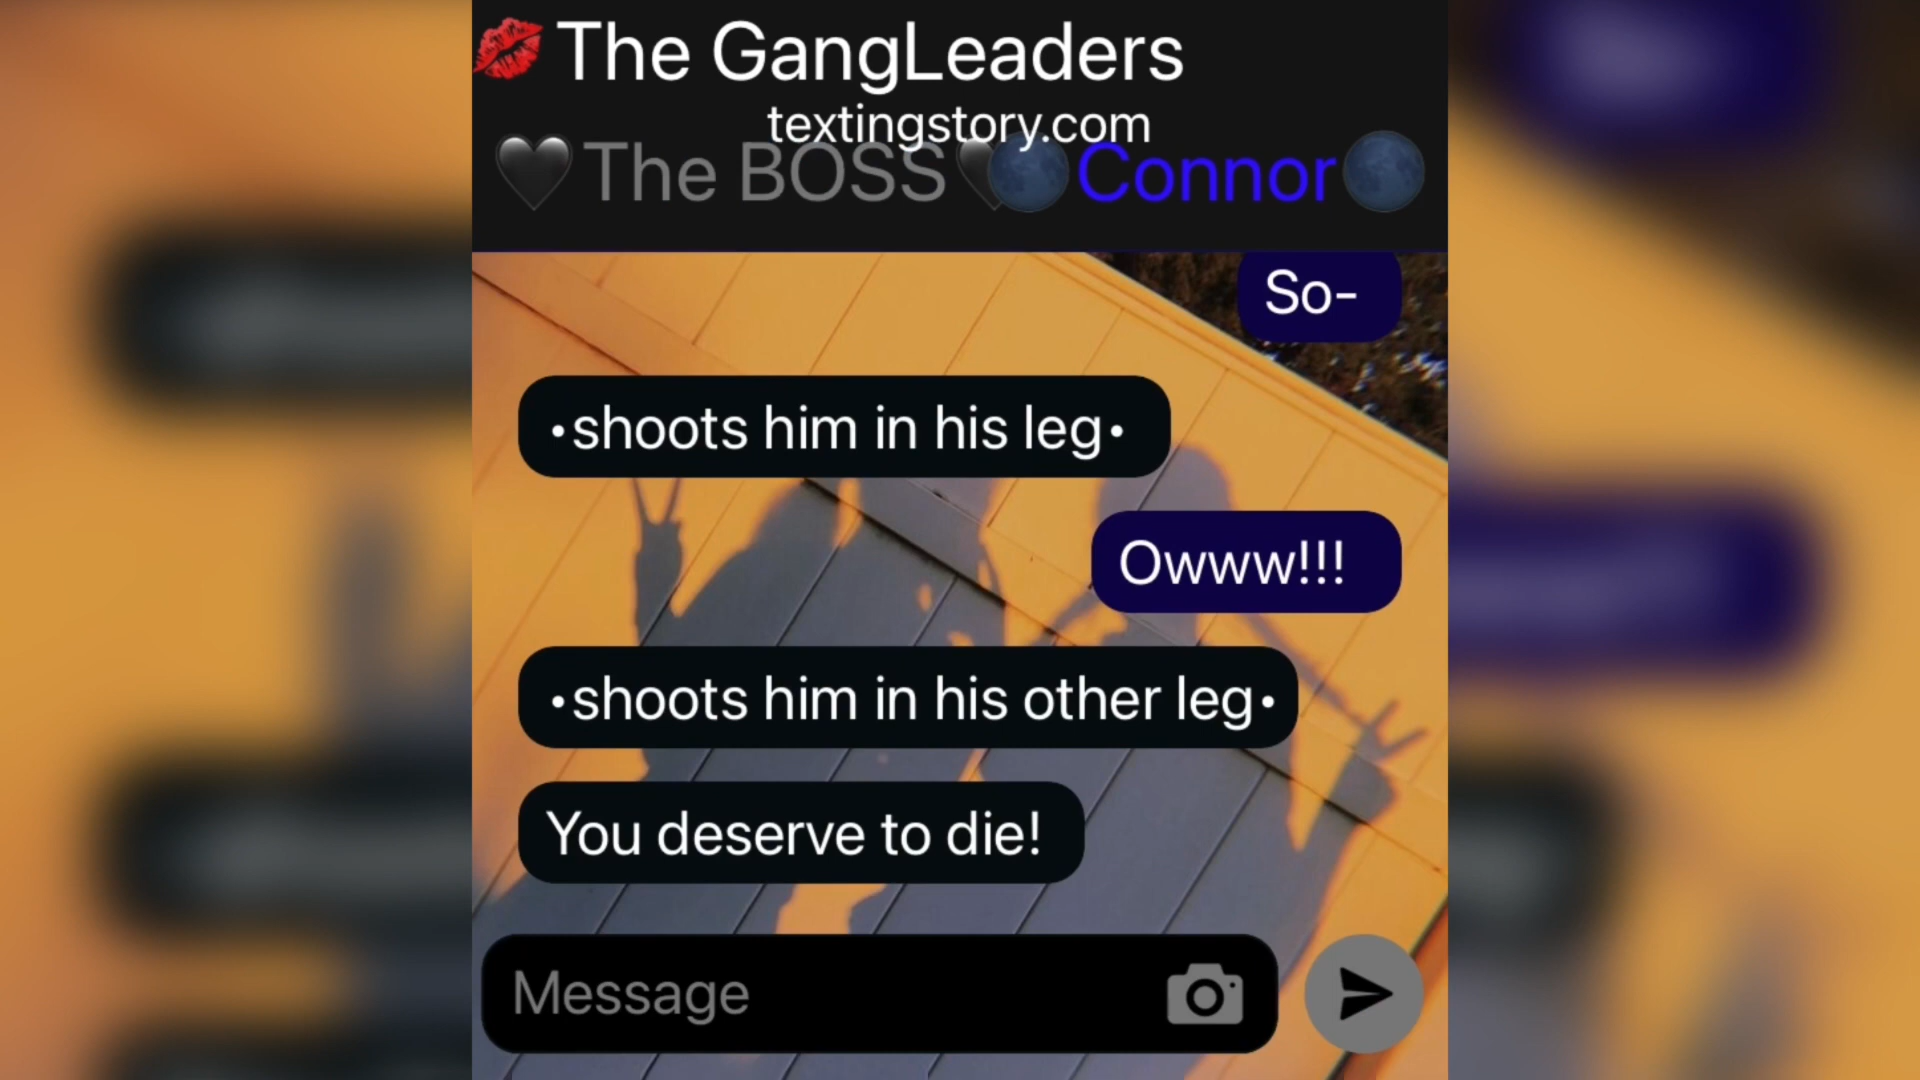 💋The GangLeaders
textingstory.com
🖤The BOSS🖤🌑Connor🌑
So-
•shoots him in his leg•
Owww!!!
•shoots him in his other leg•
You deserve to die!
Message